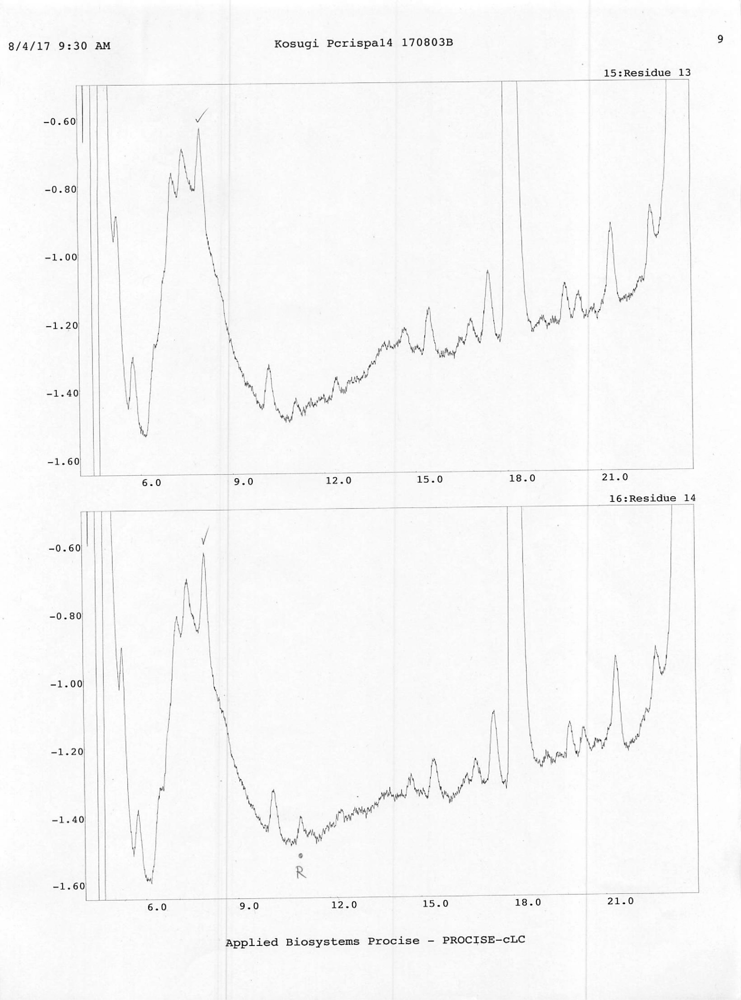 8/4/17 9:30 AM Kosugi Pcrispa14 170803B 9
15:Residue 13
-0.60
-0.80
-1.00
-1.20
-1.40
-1.60
6.0 9.0 12.0 15.0 18.0 21.0
16:Residue 14
-0.60
-0.80
-1.00
-1.20
-1.40
R
-1.60
6.0 9.0 12.0 15.0 18.0 21.0
Applied Biosystems Procise - PROCISE-cLC